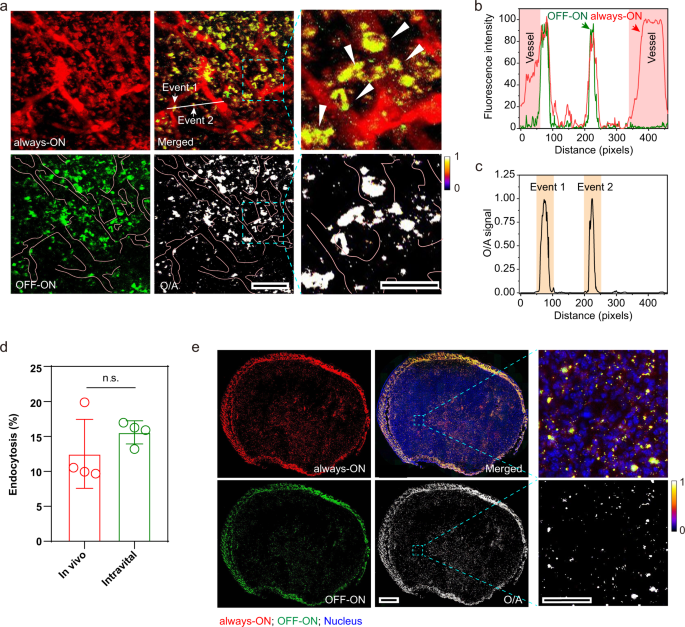 a
always-ON
Event 1
Event 2
Merged
OFF-ON
O/A
1
0
b
OFF-ON always-ON
Fluorescence intensity
100
80
60
40
20
0
Vessel
Vessel
0 100 200 300 400
Distance (pixels)
c
Event 1 Event 2
O/A signal
1.25
1.00
0.75
0.50
0.25
0.00
0 100 200 300 400
Distance (pixels)
d
n.s.
Endocytosis (%)
25
20
15
10
5
0
In vivo
Intravital
e
always-ON
Merged
OFF-ON
O/A
1
0
always-ON; OFF-ON; Nucleus